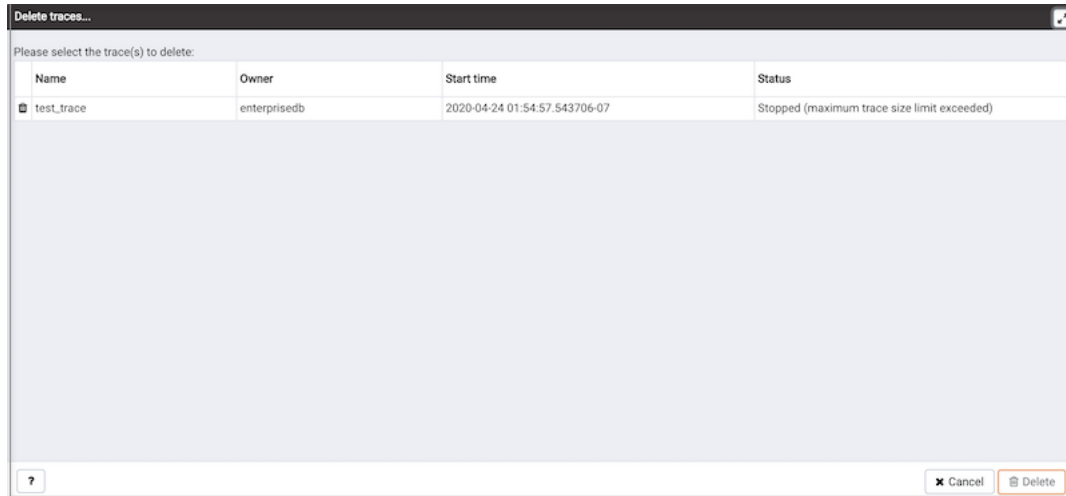 Delete traces...
Please select the trace(s) to delete:
Name Owner Start time Status
test_trace enterprisedb 2020-04-24 01:54:57.543706-07 Stopped (maximum trace size limit exceeded)
? Cancel Delete